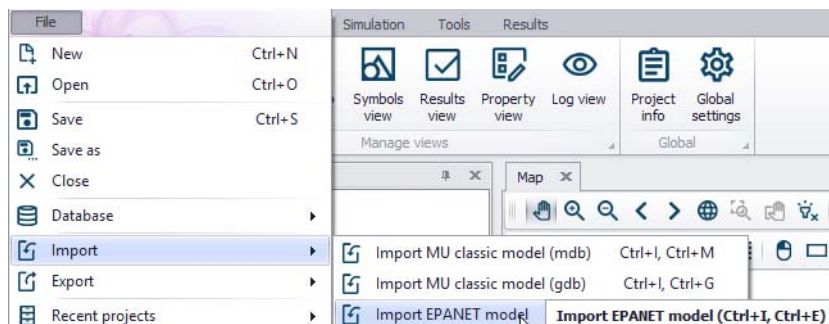 File
Simulation Tools Results
New Ctrl+N
Open Ctrl+O
Save Ctrl+S
Save as
Close
Database
Import
Export
Recent projects
Symbols view
Results view
Property view
Log view
Project info
Global settings
Manage views
Global
Map
Import MU classic model (mdb) Ctrl+I, Ctrl+M
Import MU classic model (gdb) Ctrl+I, Ctrl+G
Import EPANET model
Import EPANET model (Ctrl+I, Ctrl+E)